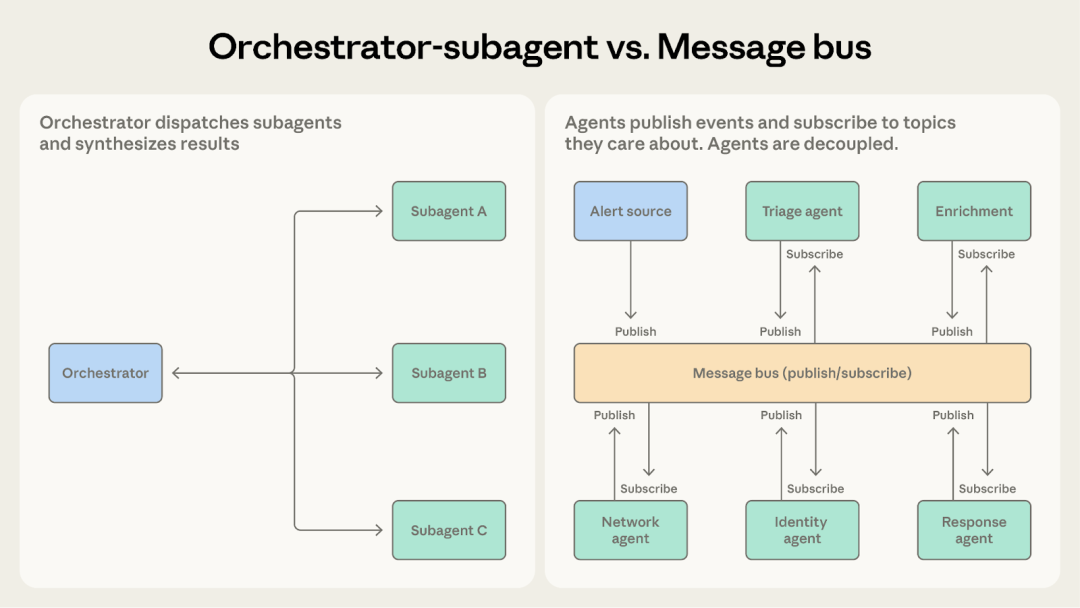 Orchestrator-subagent vs. Message bus
Orchestrator dispatches subagents
and synthesizes results
Subagent A
Orchestrator
Subagent B
Subagent C
Agents publish events and subscribe to topics
they care about. Agents are decoupled.
Alert source
Triage agent
Enrichment
Subscribe
Subscribe
Publish
Publish
Publish
Message bus (publish/subscribe)
Publish
Publish
Publish
Subscribe
Subscribe
Subscribe
Network
agent
Identity
agent
Response
agent